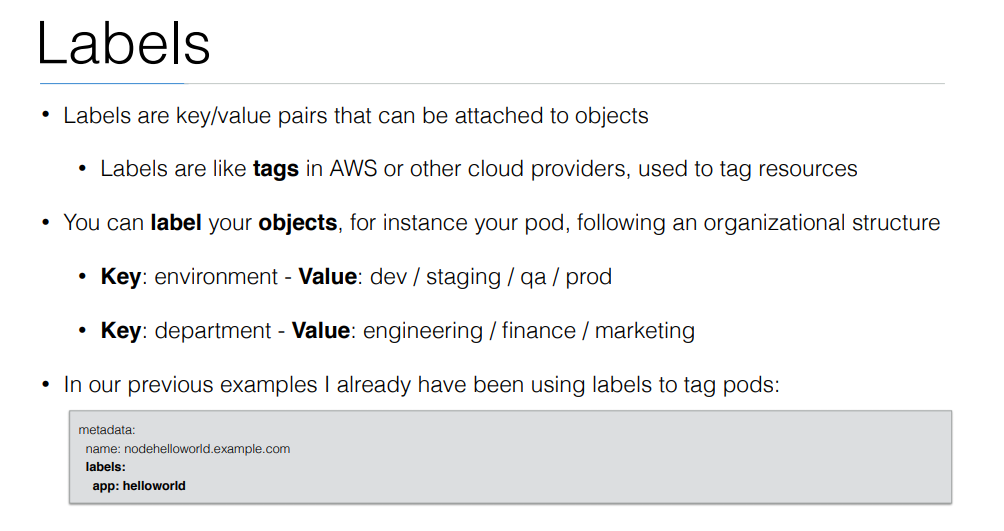 Labels
• Labels are key/value pairs that can be attached to objects
• Labels are like tags in AWS or other cloud providers, used to tag resources
• You can label your objects, for instance your pod, following an organizational structure
• Key: environment - Value: dev / staging / qa / prod
• Key: department - Value: engineering / finance / marketing
• In our previous examples I already have been using labels to tag pods:
metadata:
name: nodehelloworld.example.com
labels:
app: helloworld